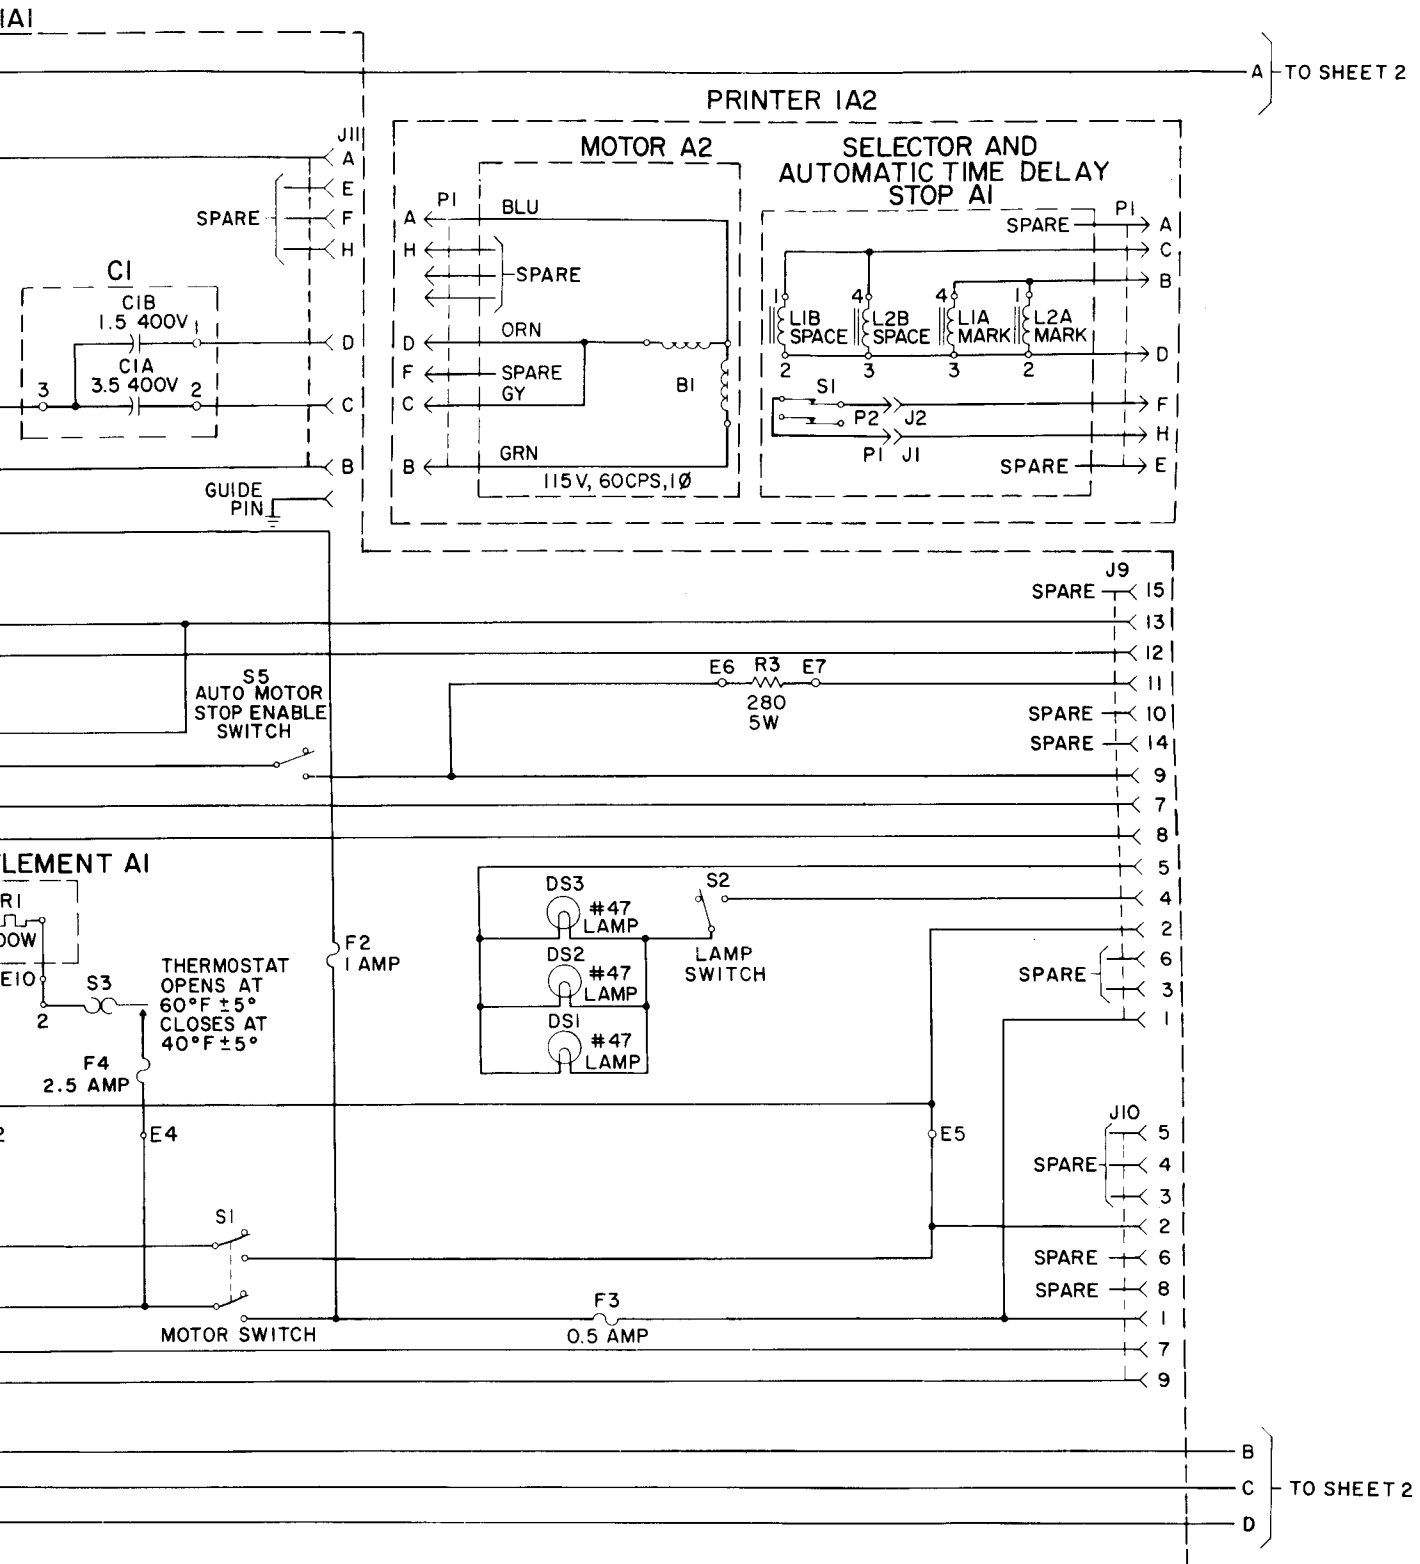 1A1
A
TO SHEET 2
PRINTER 1A2
J11
A
E
F
H
SPARE
D
C
B
GUIDE
PIN
C1
C1B
1.5 400V
1
C1A
3.5 400V
3
2
MOTOR A2
P1
A
BLU
H
SPARE
D
ORN
F
SPARE
C
GY
B1
B
GRN
115V, 60CPS, 1Ø
SELECTOR AND
AUTOMATIC TIME DELAY
STOP A1
P1
SPARE
A
C
B
1
4
4
1
L1B
SPACE
L2B
SPACE
L1A
MARK
L2A
MARK
2
3
3
2
D
S1
P2
J2
F
H
P1
J1
SPARE
E
J9
SPARE
15
13
12
E6
R3
E7
280
5W
11
SPARE
10
SPARE
14
S5
AUTO MOTOR
STOP ENABLE
SWITCH
9
7
8
5
4
2
SPARE
6
3
1
LEMENT A1
R1
00W
E10
2
S3
THERMOSTAT
OPENS AT
60°F ±5°
CLOSES AT
40°F ±5°
F4
2.5 AMP
F2
1 AMP
DS3
#47
LAMP
DS2
#47
LAMP
DS1
#47
LAMP
S2
LAMP
SWITCH
2
E4
E5
J10
5
SPARE
4
3
2
SPARE
6
SPARE
8
1
7
9
S1
MOTOR SWITCH
F3
0.5 AMP
B
C
D
TO SHEET 2